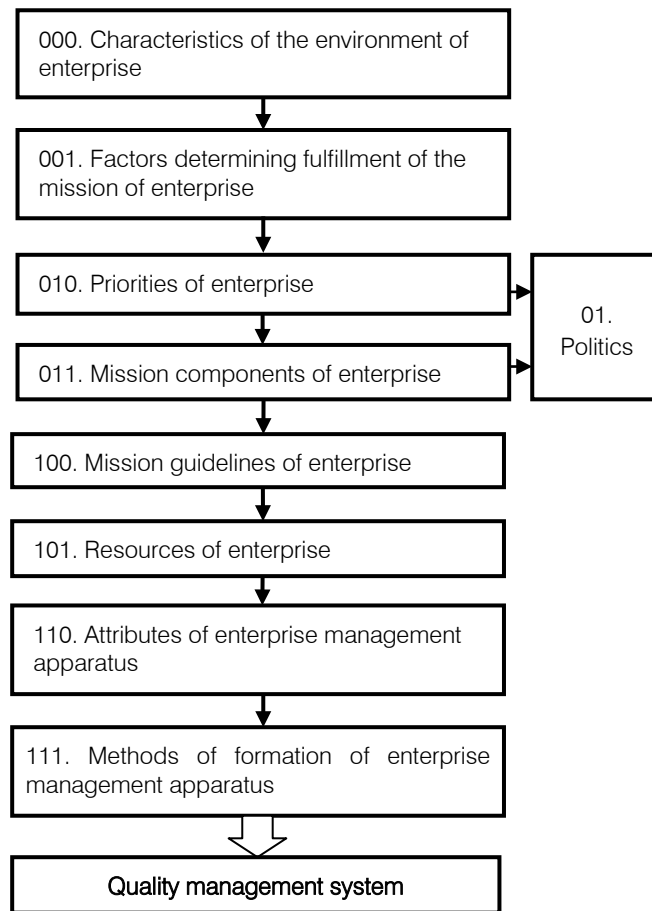 000. Characteristics of the environment of
enterprise
001. Factors determining fulfillment of the
mission of enterprise
010. Priorities of enterprise
01.
Politics
011. Mission components of enterprise
100. Mission guidelines of enterprise
101. Resources of enterprise
110. Attributes of enterprise management
apparatus
111. Methods of formation of enterprise
management apparatus
Quality management system